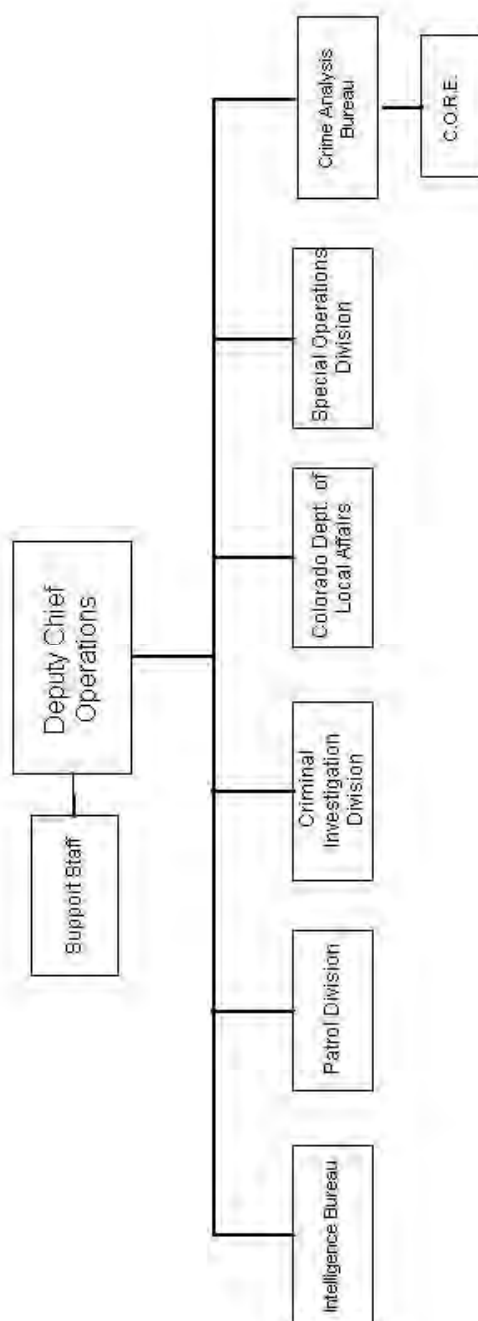 Deputy Chief
Operations
Support Staff
Intelligence Bureau
Patrol Division
Criminal
Investigation
Division
Colorado Dept. of
Local Affairs
Special Operations
Division
Crime Analysis
Bureau
C.O.R.E.